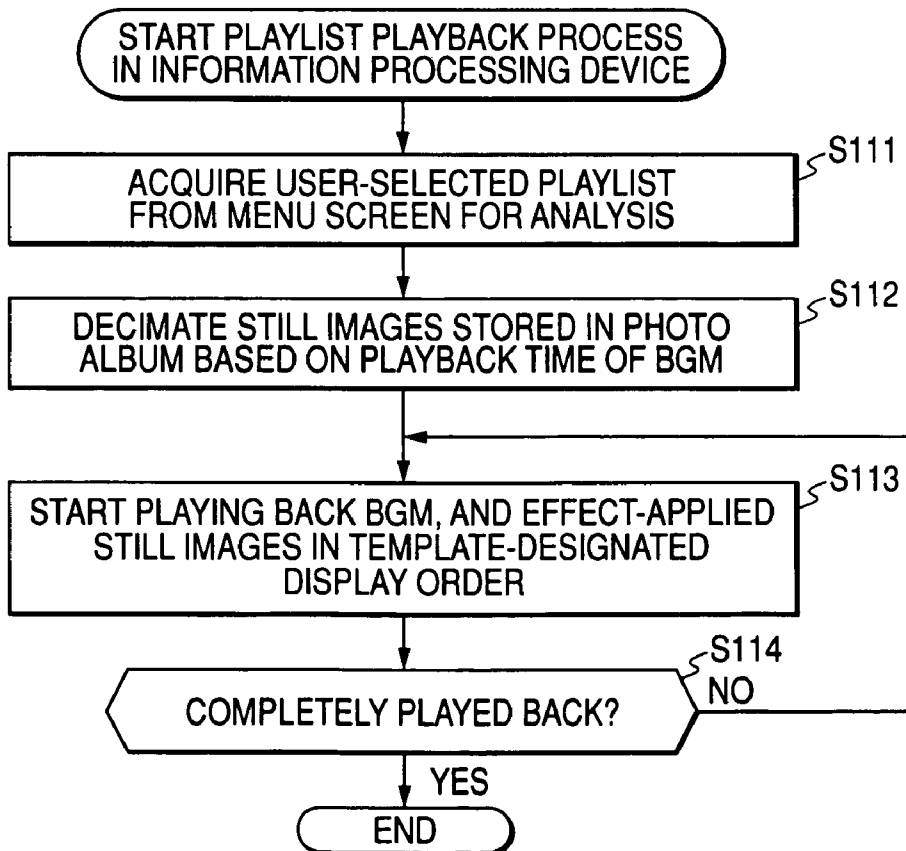 START PLAYLIST PLAYBACK PROCESS
IN INFORMATION PROCESSING DEVICE
S111
ACQUIRE USER-SELECTED PLAYLIST
FROM MENU SCREEN FOR ANALYSIS
S112
DECIMATE STILL IMAGES STORED IN PHOTO
ALBUM BASED ON PLAYBACK TIME OF BGM
S113
START PLAYING BACK BGM, AND EFFECT-APPLIED
STILL IMAGES IN TEMPLATE-DESIGNATED
DISPLAY ORDER
S114
COMPLETELY PLAYED BACK?
NO
YES
END